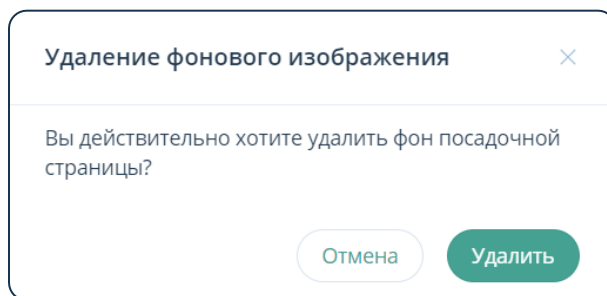 Удаление фонового изображения
Вы действительно хотите удалить фон посадочной
страницы?
Отмена
Удалить